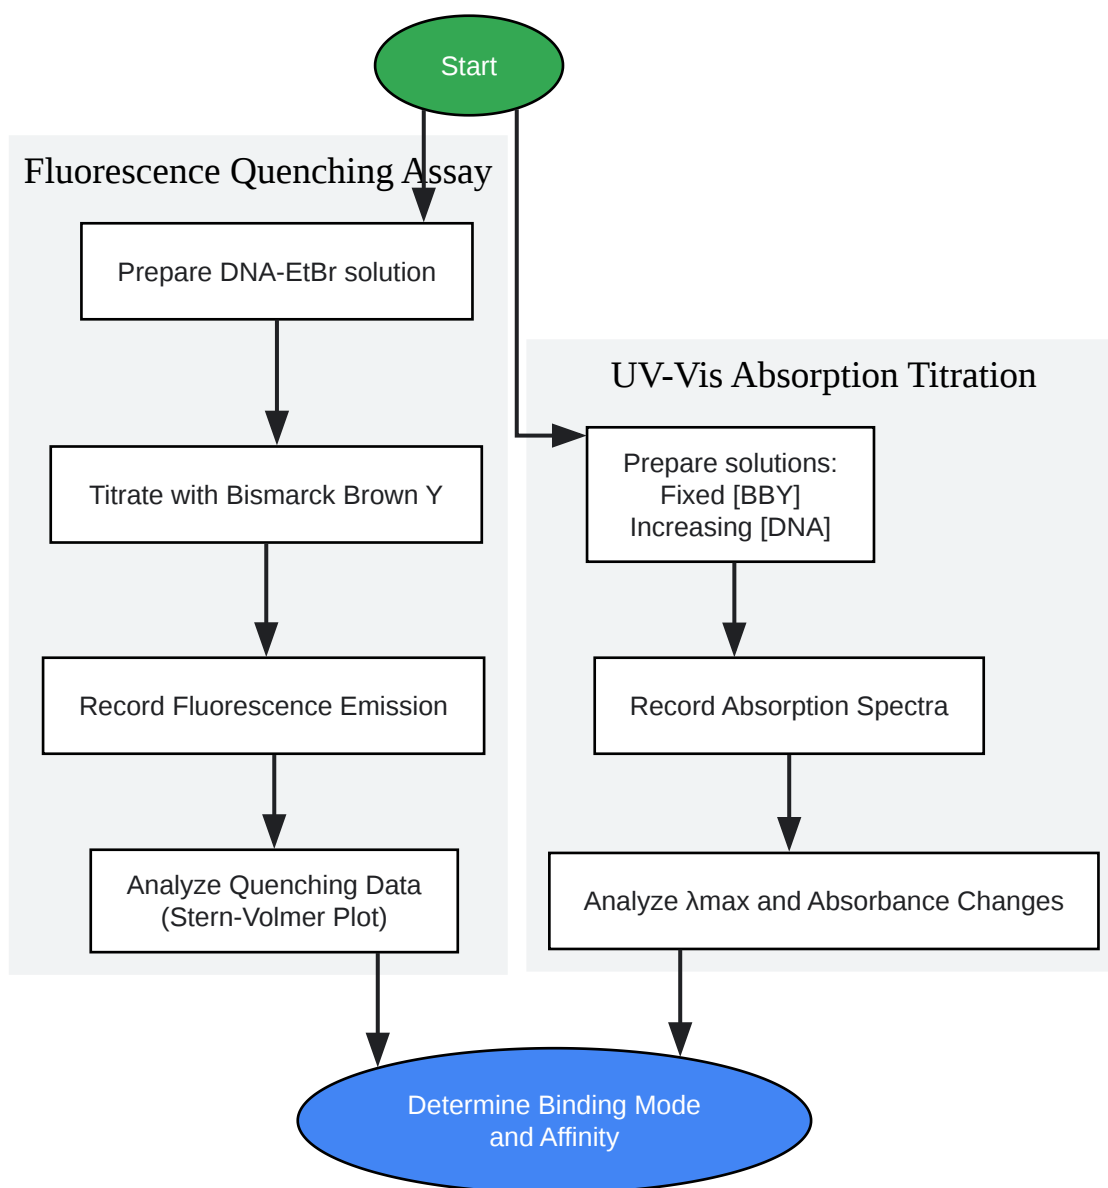 Start
Fluorescence Quenching Assay
Prepare DNA-EtBr solution
Titrate with Bismarck Brown Y
Record Fluorescence Emission
Analyze Quenching Data
(Stern-Volmer Plot)
UV-Vis Absorption Titration
Prepare solutions:
Fixed [BBY]
Increasing [DNA]
Record Absorption Spectra
Analyze λmax and Absorbance Changes
Determine Binding Mode
and Affinity